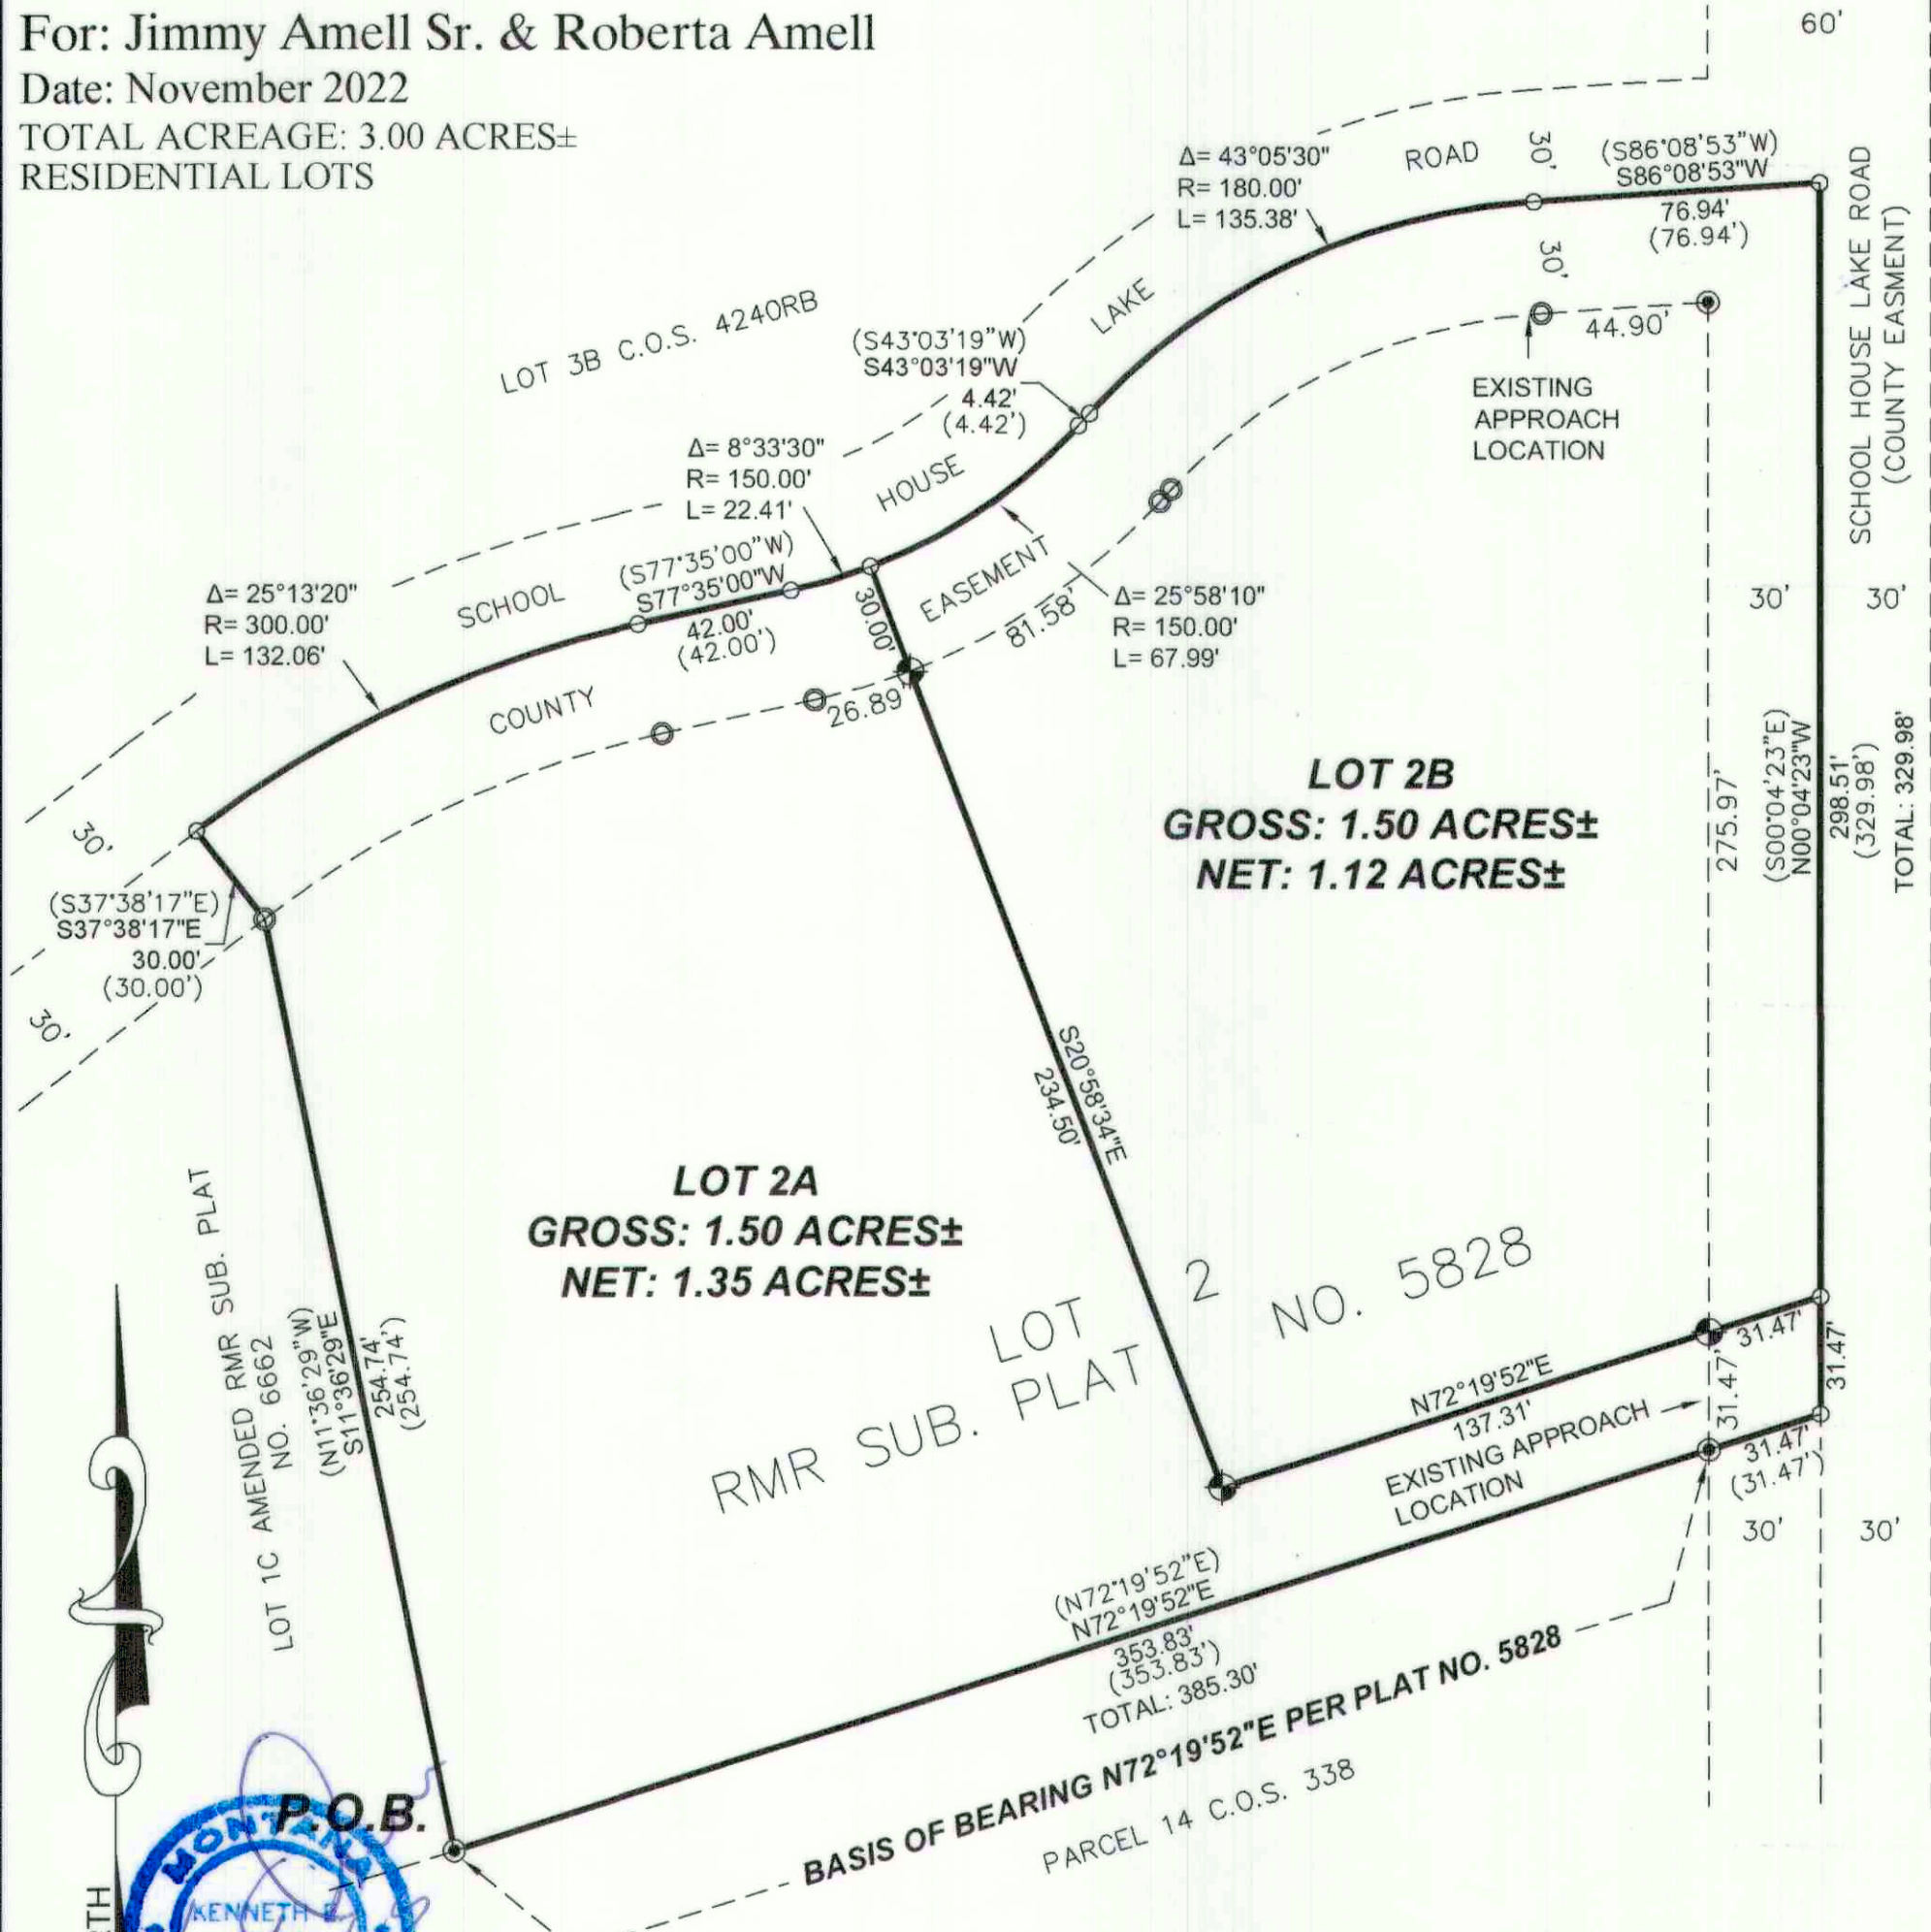 For: Jimmy Amell Sr. & Roberta Amell
Date: November 2022
TOTAL ACREAGE: 3.00 ACRES±
RESIDENTIAL LOTS
60'
Δ= 43°05'30"
R= 180.00'
L= 135.38'
ROAD
30'
(S86°08'53"W)
S86°08'53"W
76.94'
(76.94')
30'
44.90'
EXISTING
APPROACH
LOCATION
SCHOOL HOUSE LAKE ROAD
(COUNTY EASMENT)
LOT 3B C.O.S. 4240RB
LAKE
(S43°03'19"W)
S43°03'19"W
4.42'
(4.42')
Δ= 8°33'30"
R= 150.00'
L= 22.41'
HOUSE
(S77°35'00"W)
S77°35'00"W
42.00'
(42.00')
SCHOOL
Δ= 25°13'20"
R= 300.00'
L= 132.06'
30.00'
EASEMENT
81.58'
Δ= 25°58'10"
R= 150.00'
L= 67.99'
30'
30'
COUNTY
26.89'
LOT 2B
GROSS: 1.50 ACRES±
NET: 1.12 ACRES±
275.97'
(S00°04'23"E)
N00°04'23"W
298.51'
(329.98')
TOTAL: 329.98'
30'
(S37°38'17"E)
S37°38'17"E
30.00'
(30.00')
30'
S20°58'34"E
234.50'
LOT 2A
GROSS: 1.50 ACRES±
NET: 1.35 ACRES±
LOT 1C AMENDED RMR SUB. PLAT
NO. 6662
(N11°36'29"W)
S11°36'29"E
254.74'
(254.74')
LOT 2
RMR SUB. PLAT NO. 5828
31.47'
31.47'
31.47'
N72°19'52"E
137.31'
EXISTING APPROACH
LOCATION
31.47'
(31.47')
30'
30'
(N72°19'52"E)
N72°19'52"E
353.83'
(353.83')
TOTAL: 385.30'
BASIS OF BEARING N72°19'52"E PER PLAT NO. 5828
PARCEL 14 C.O.S. 338
P.O.B.
MONTANA
KENNETH E.